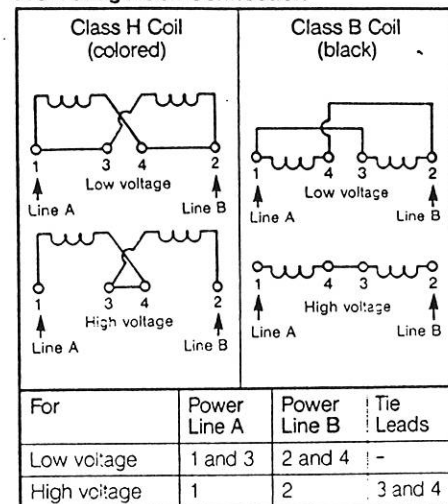 Class H Coil
(colored)
1 3 4 2
Low voltage
Line A Line B
1 3 4 2
High voltage
Line A Line B
Class B Coil
(black)
1 4 3 2
Low voltage
Line A Line B
1 4 3 2
High voltage
Line A Line B
For Power Line A Power Line B Tie Leads
Low voltage 1 and 3 2 and 4 -
High voltage 1 2 3 and 4